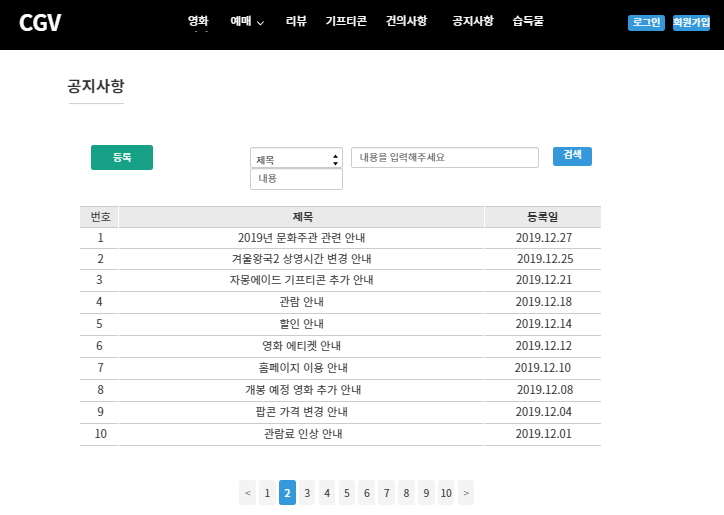 CGV 영화 예매 리뷰 기프티콘 건의사항 공지사항 습득물 로그인 회원가입
공지사항
등록 제목 내용을 입력해주세요 검색
내용
번호 제목 등록일
1 2019년 문화주관 관련 안내 2019.12.27
2 겨울왕국2 상영시간 변경 안내 2019.12.25
3 자몽에이드 기프티콘 추가 안내 2019.12.21
4 관람 안내 2019.12.18
5 할인 안내 2019.12.14
6 영화 에티켓 안내 2019.12.12
7 홈페이지 이용 안내 2019.12.10
8 개봉 예정 영화 추가 안내 2019.12.08
9 팝콘 가격 변경 안내 2019.12.04
10 관람료 인상 안내 2019.12.01
< 1 2 3 4 5 6 7 8 9 10 >